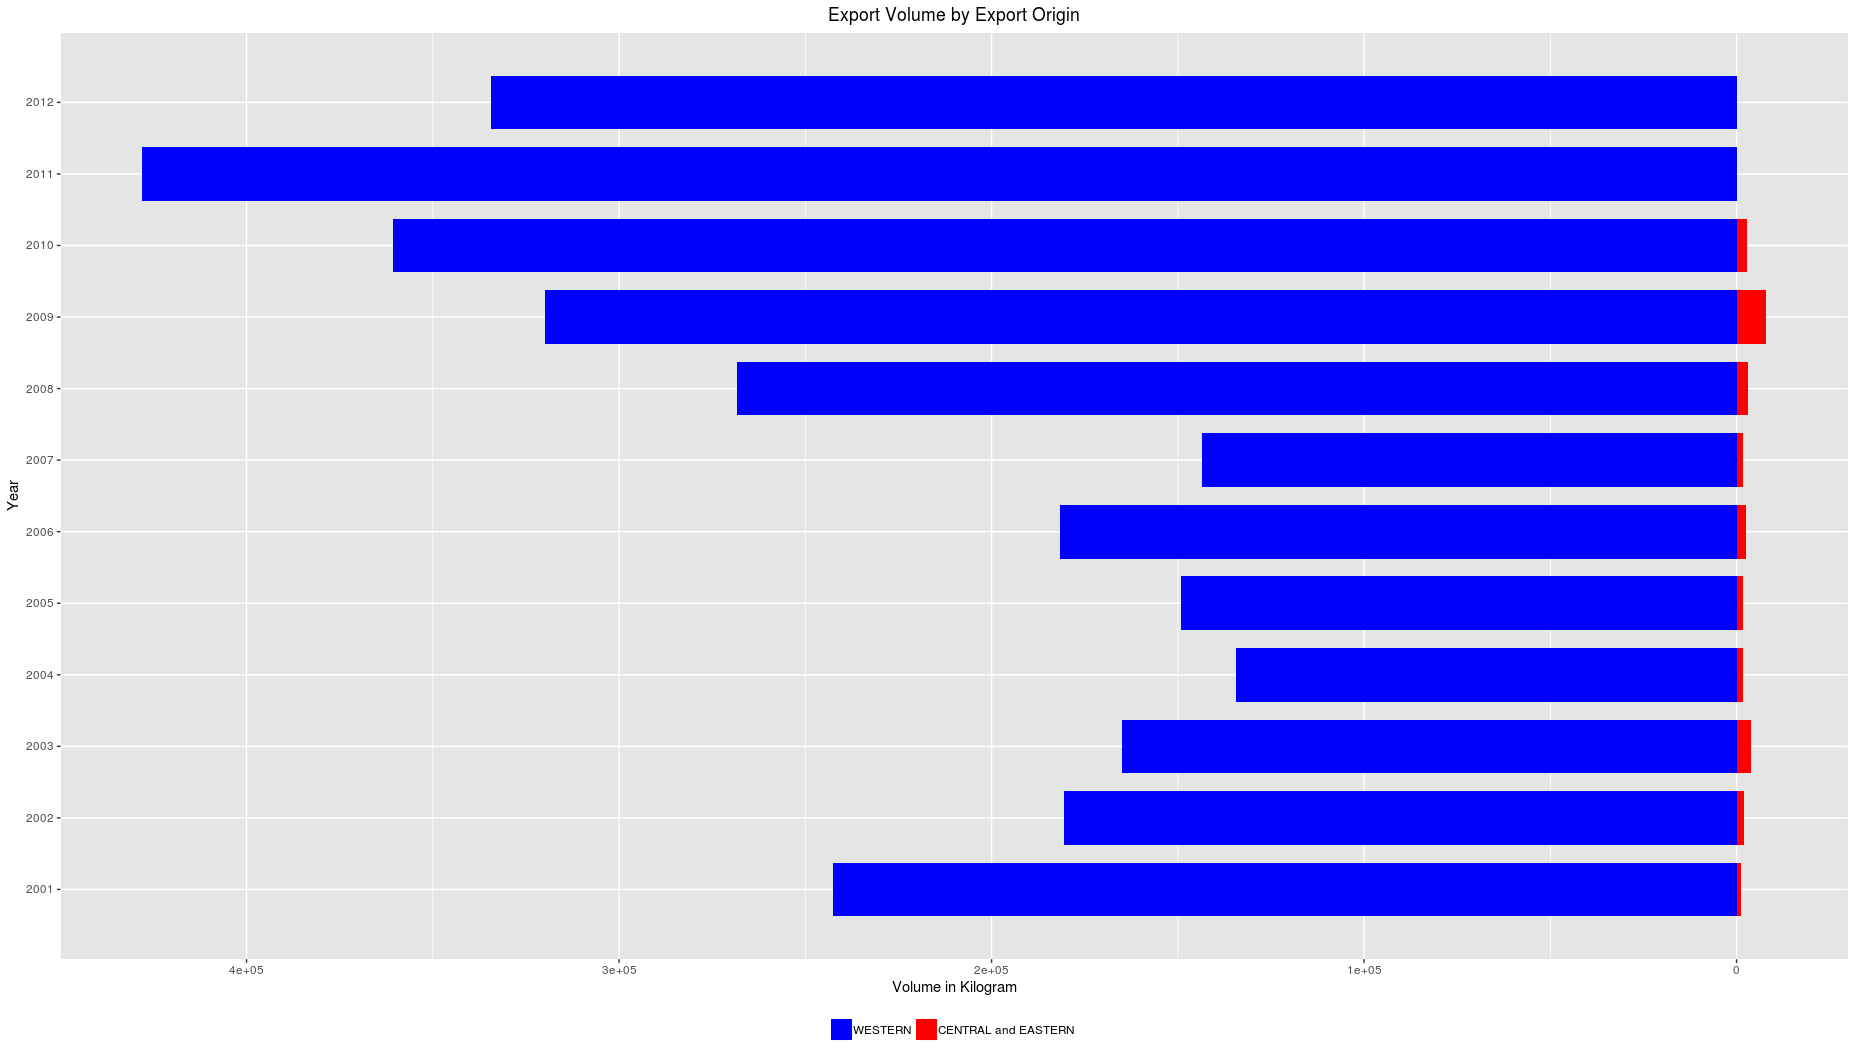 Export Volume by Export Origin
2012
2011
2010
2009
2008
2007
2006
2005
2004
2003
2002
2001
Year
4e+05 3e+05 2e+05 1e+05 0
Volume in Kilogram
WESTERN CENTRAL and EASTERN